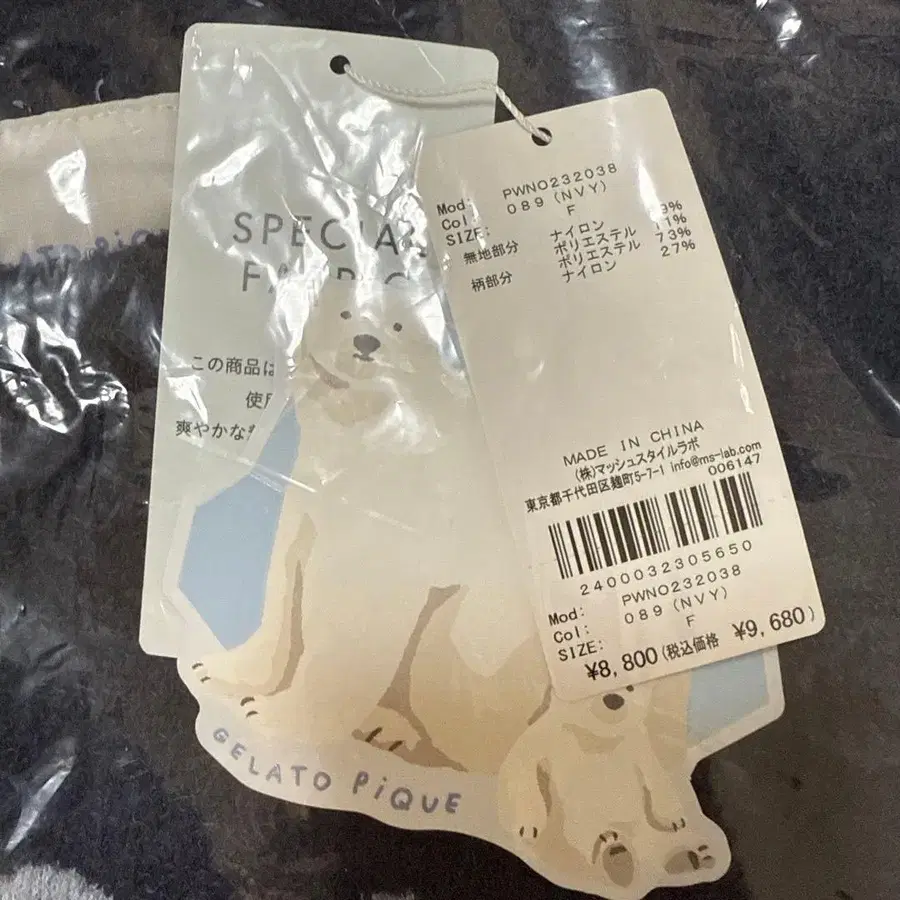 SPECIAL
この商品は
使用
爽やかな
GELATO PiQUE
Mod: PWNO232038
Col: 089 (NVY)
SIZE: F
無地部分 ナイロン 9%
ポリエステル 1%
柄部分 ポリエステル 73%
ナイロン 27%
MADE IN CHINA
(株)マッシュスタイルラボ
東京都千代田区麹町5-7-1 info@ms-lab.com
006147
2400032305650
Mod: PWNO232038
Col: 089 (NVY)
SIZE: F
¥8,800(税込価格 ¥9,680)